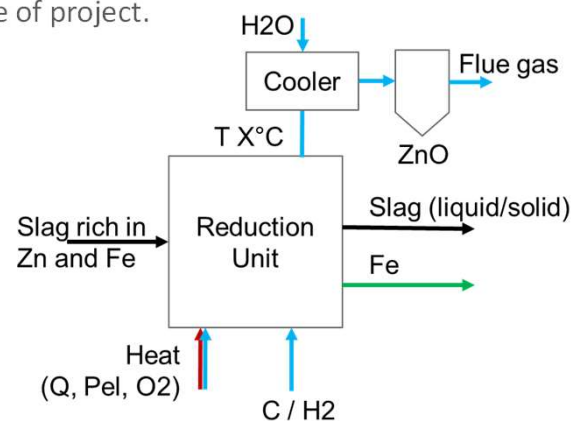 e of project.
H2O
Cooler
Flue gas
T X°C
ZnO
Slag rich in
Zn and Fe
Reduction
Unit
Slag (liquid/solid)
Fe
Heat
(Q, Pel, O2)
C / H2